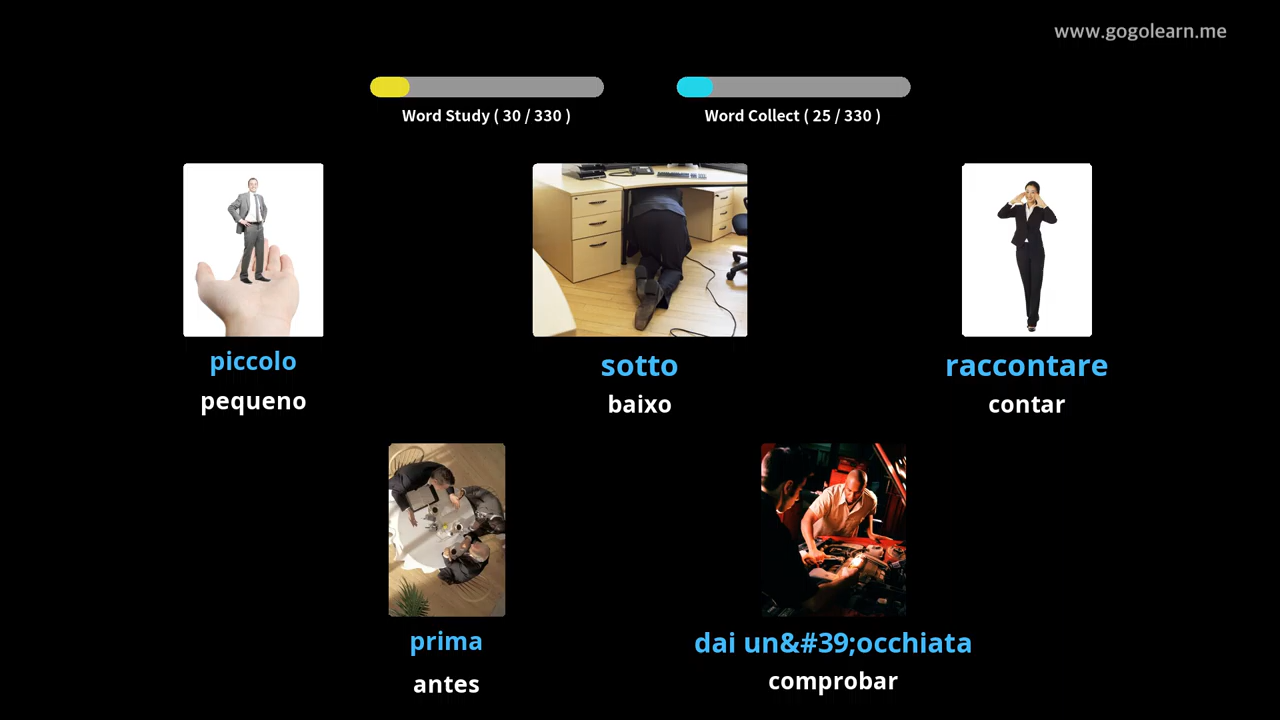 www.gogolearn.me
Word Study ( 30 / 330 )
Word Collect ( 25 / 330 )
piccolo
sotto
raccontare
pequeno
baixo
contar
prima
dai un&#39;occhiata
antes
comprobar